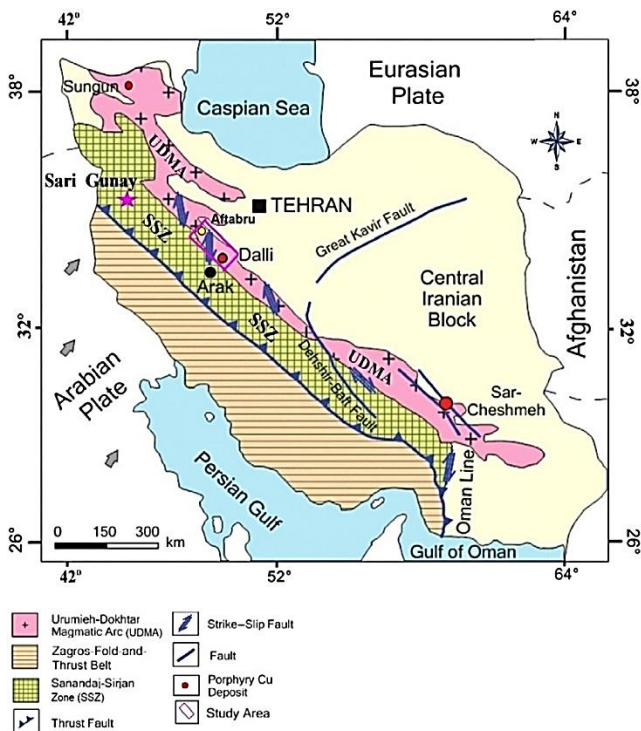 42° 52° 64°
38° 38°
Eurasian
Plate
Sungun
Caspian Sea
N
W E
S
UDMA
Sari Gunay
TEHRAN
Aftabru
SSZ
Dalli
Great Kavir Fault
Arak
Central
Iranian
Block
Afghanistan
32° 32°
SSZ
Dehshir-Baft Fault
UDMA
Arabian
Plate
Sar-
Cheshmeh
Persian Gulf
Oman Line
0 150 300
km
Gulf of Oman
26° 26°
42° 52° 64°
Urumieh-Dokhtar
Magmatic Arc (UDMA)
Strike–Slip Fault
Zagros-Fold-and-
Thrust Belt
Fault
Sanandaj-Sirjan
Zone (SSZ)
Porphyry Cu
Deposit
Thrust Fault
Study Area